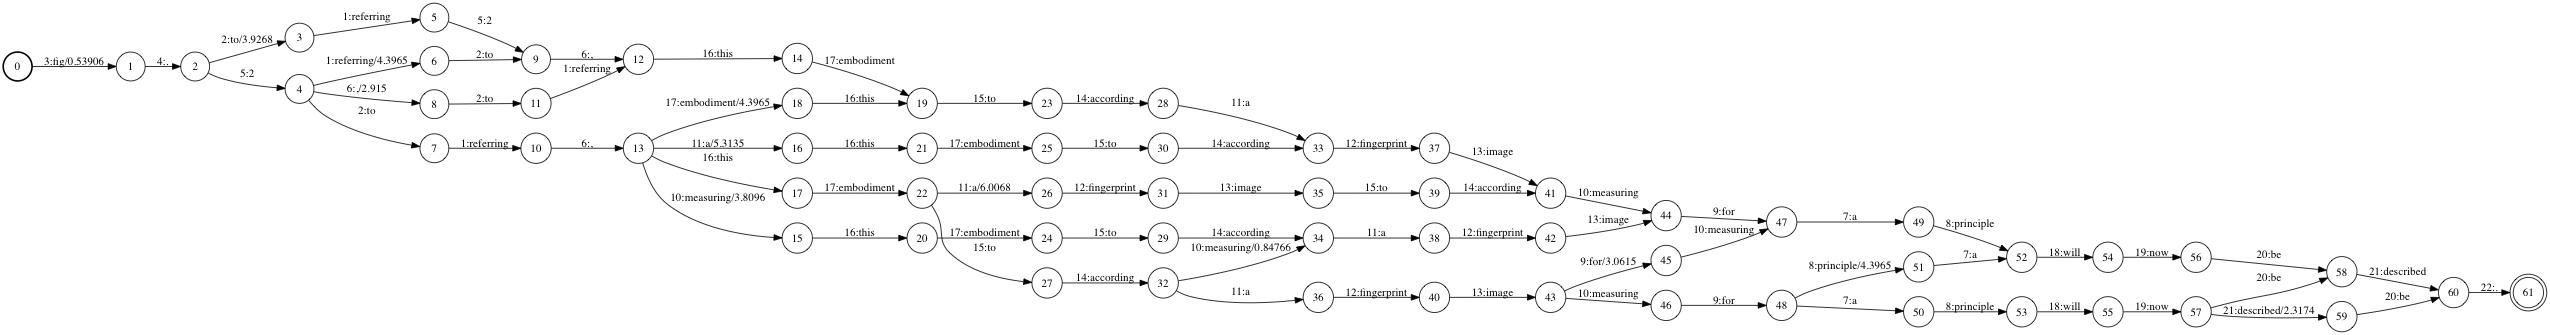 0 3:fig/0.53906 1 4:. 2
2:to/3.9268 3 1:referring 5 5:2
5:2 4 1:referring/4.3965 6 2:to 9 6:, 12 16:this 14 17:embodiment
6:,/2.915 8 2:to 11 1:referring
2:to 7 1:referring 10 6:, 13
17:embodiment/4.3965 18 16:this 19 15:to 23 14:according 28 11:a
11:a/5.3135 16 16:this 21 17:embodiment 25 15:to 30 14:according 33 12:fingerprint 37 13:image
16:this 17 17:embodiment 22 11:a/6.0068 26 12:fingerprint 31 13:image 35 15:to 39 14:according 41 10:measuring
10:measuring/3.8096 15 16:this 20 17:embodiment 24 15:to 29 14:according 34 11:a 38 12:fingerprint 42 13:image 44 9:for 47 7:a 49 8:principle
15:to 27 14:according 32 10:measuring/0.84766
11:a 36 12:fingerprint 40 13:image 43 9:for/3.0615 45 10:measuring
10:measuring 46 9:for 48 8:principle/4.3965 51 7:a 52 18:will 54 19:now 56 20:be 58 21:described 60 22:. 61
7:a 50 8:principle 53 18:will 55 19:now 57 20:be
21:described/2.3174 59 20:be